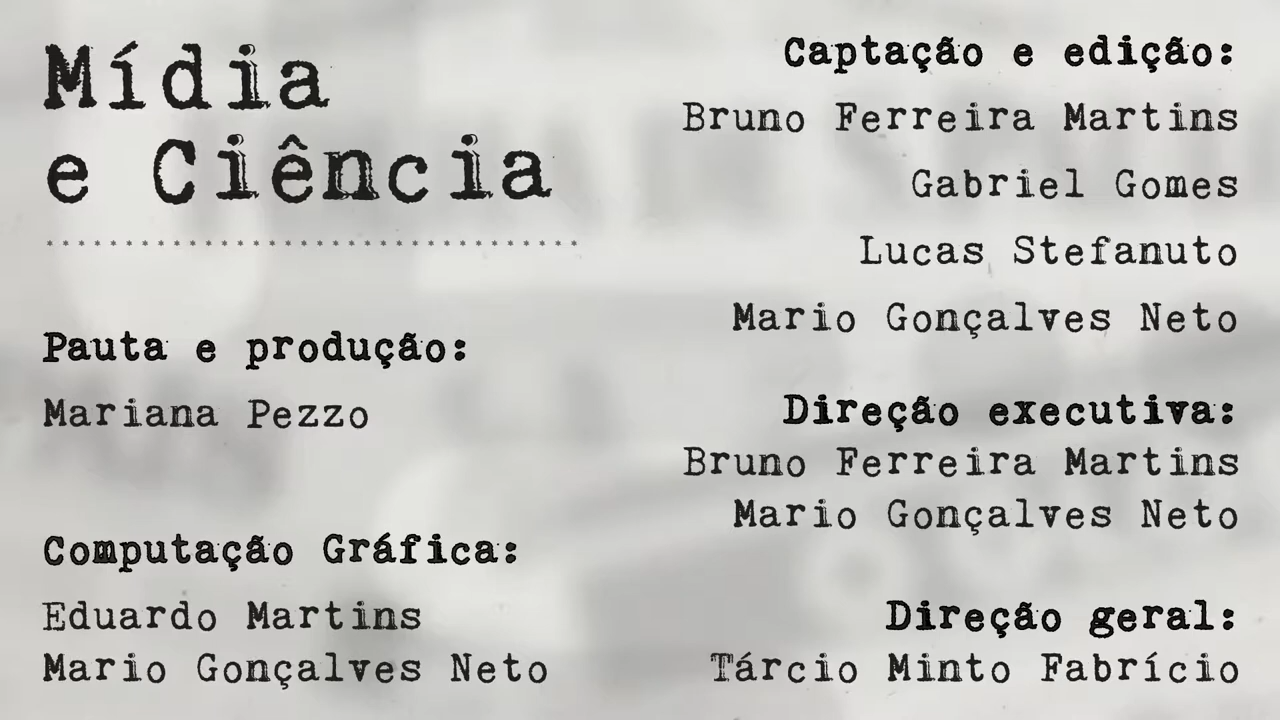 Mídia
e Ciência
Pauta e produção:
Mariana Pezzo
Computação Gráfica:
Eduardo Martins
Mario Gonçalves Neto
Captação e edição:
Bruno Ferreira Martins
Gabriel Gomes
Lucas Stefanuto
Mario Gonçalves Neto
Direção executiva:
Bruno Ferreira Martins
Mario Gonçalves Neto
Direção geral:
Tárcio Minto Fabrício